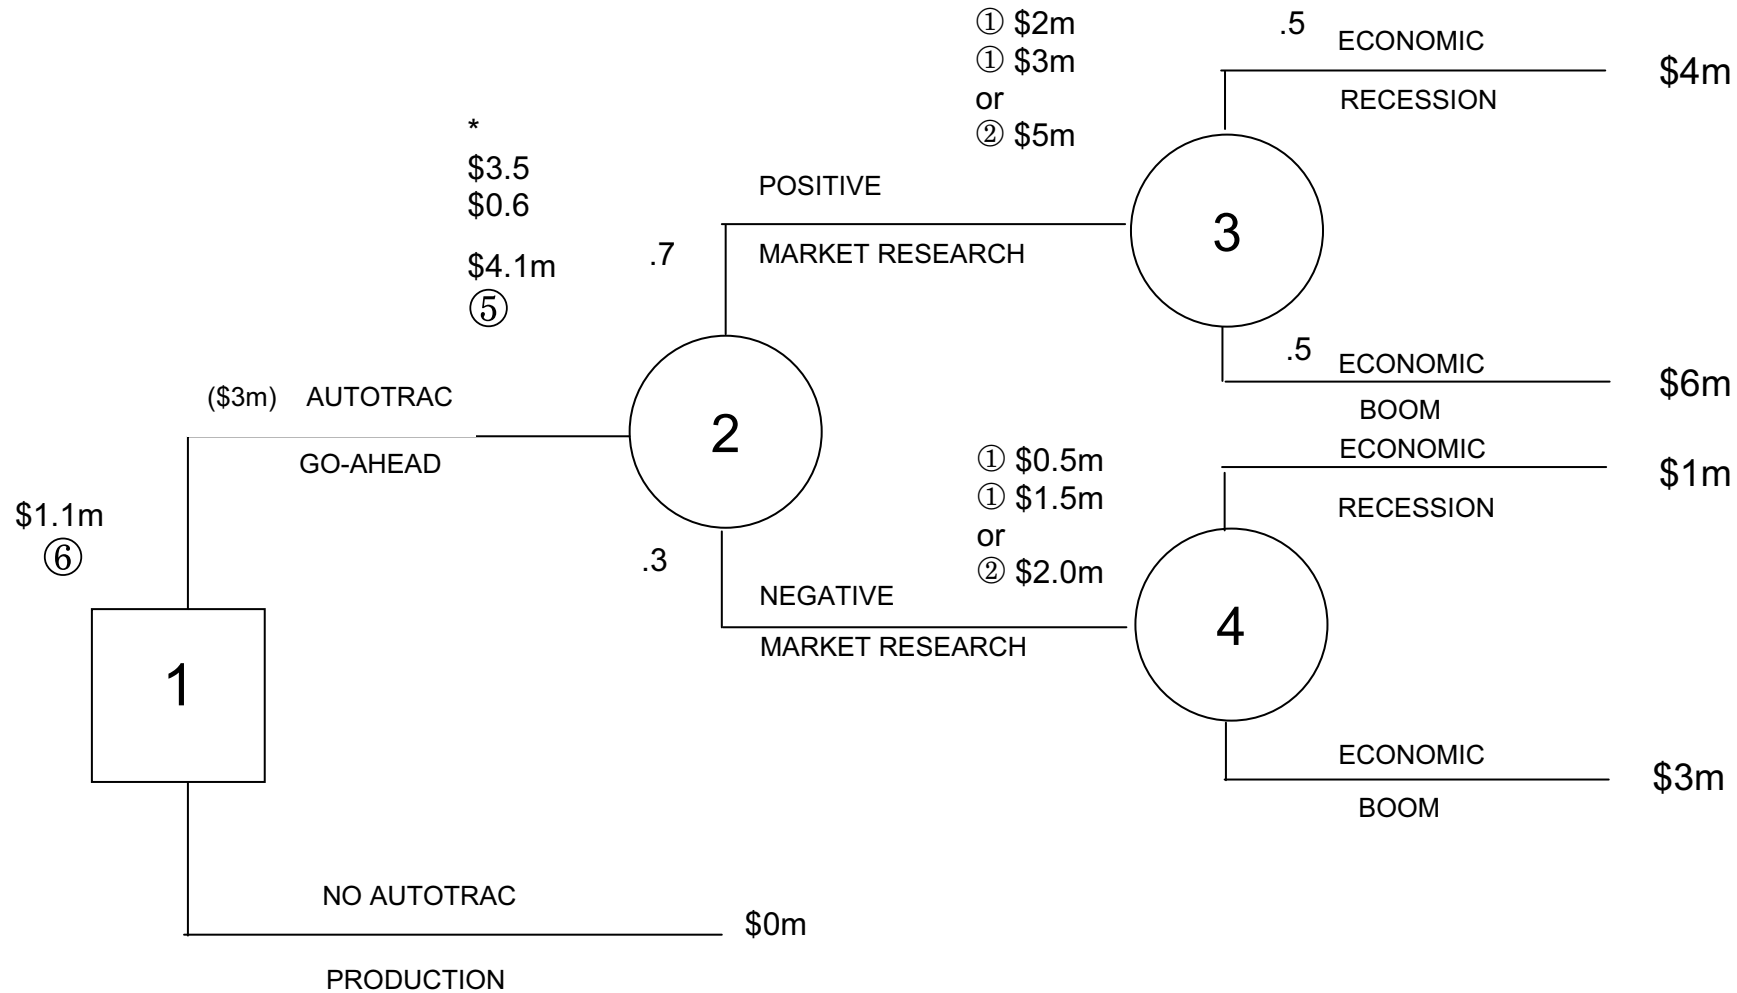 ① $2m
① $3m
or
② $5m
.5
ECONOMIC
RECESSION
$4m
*
$3.5
$0.6
$4.1m
⑤
.7
POSITIVE
MARKET RESEARCH
3
.5
ECONOMIC
BOOM
$6m
($3m) AUTOTRAC
GO-AHEAD
2
① $0.5m
① $1.5m
or
② $2.0m
ECONOMIC
RECESSION
$1m
$1.1m
⑥
.3
NEGATIVE
MARKET RESEARCH
4
1
ECONOMIC
BOOM
$3m
NO AUTOTRAC
PRODUCTION
$0m